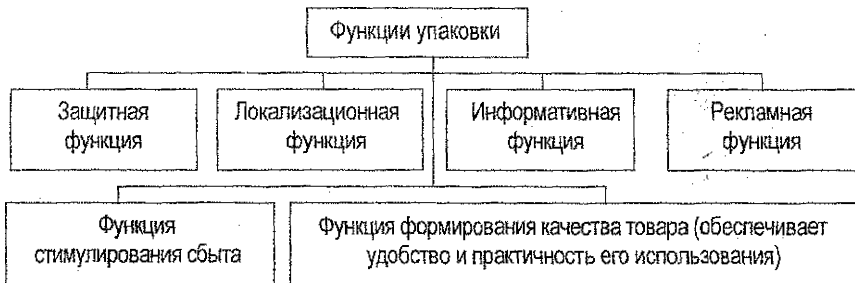 Функции упаковки
Защитная
функция
Локализационная
функция
Информативная
функция
Рекламная
функция
Функция
стимулирования сбыта
Функция формирования качества товара (обеспечивает
удобство и практичность его использования)